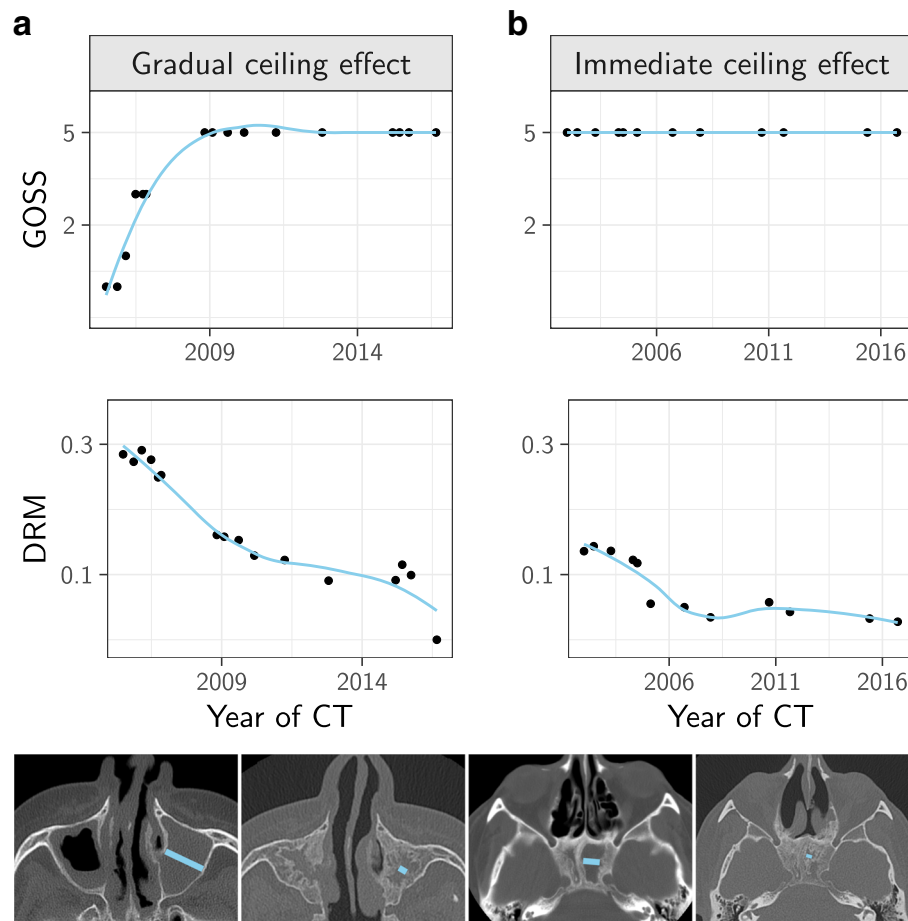 a
b
Gradual ceiling effect
Immediate ceiling effect
GOSS
5
2
2009
2014
5
2
2006
2011
2016
DRM
0.3
0.1
2009
2014
Year of CT
0.3
0.1
2006
2011
2016
Year of CT